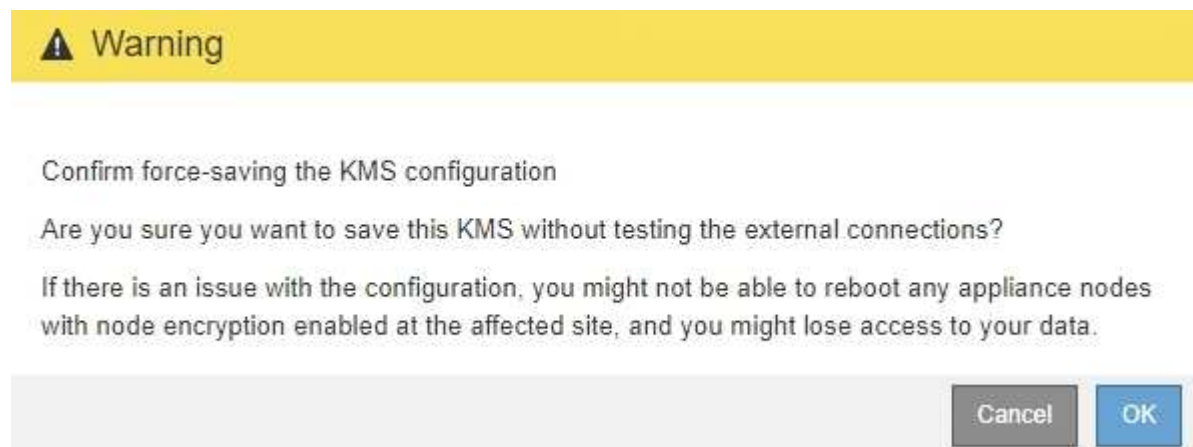 Warning
Confirm force-saving the KMS configuration
Are you sure you want to save this KMS without testing the external connections?
If there is an issue with the configuration, you might not be able to reboot any appliance nodes
with node encryption enabled at the affected site, and you might lose access to your data.
Cancel OK